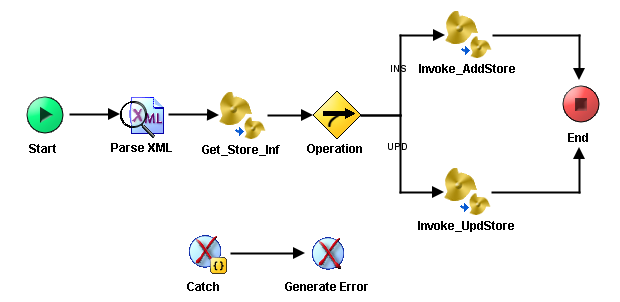 INS
Invoke_AddStore
Start
Parse XML
Get_Store_Inf
Operation
End
UPD
Invoke_UpdStore
Catch
Generate Error